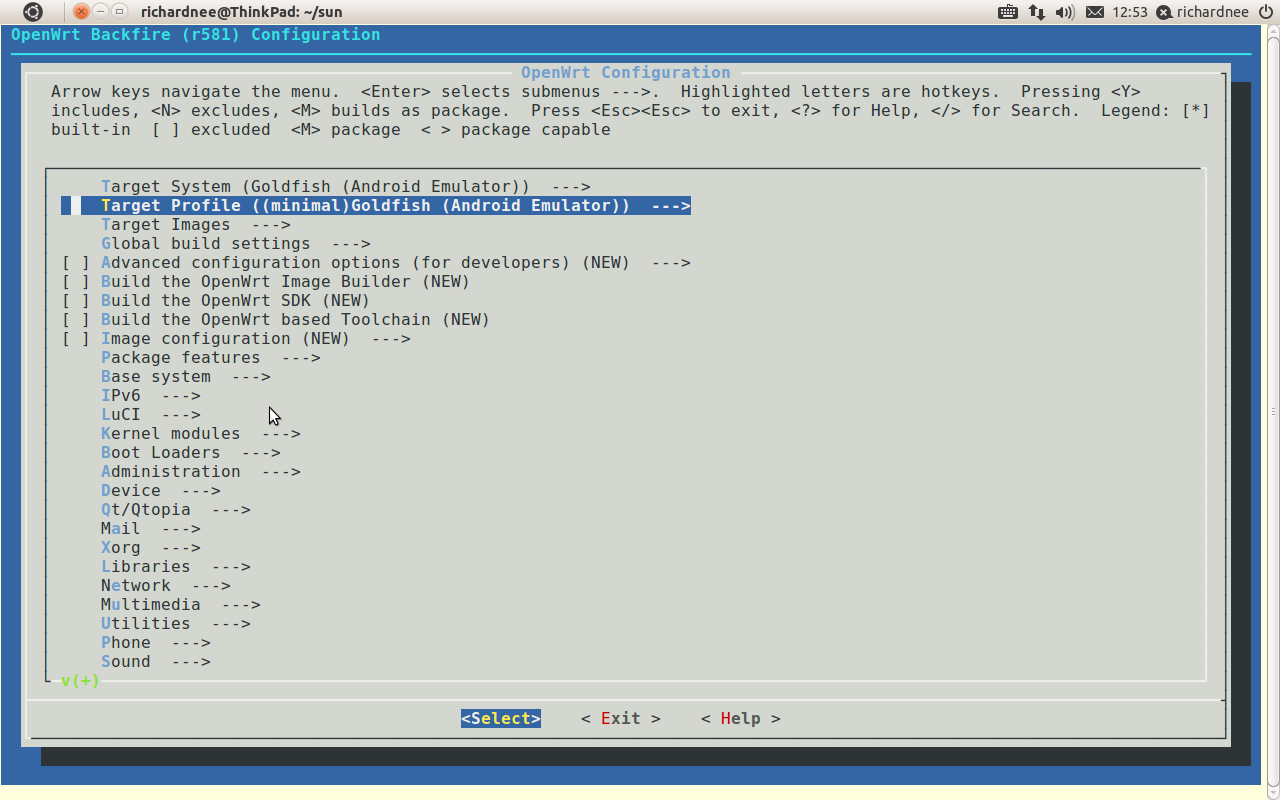 richardnee@ThinkPad: ~/sun 12:53 richardnee
OpenWrt Backfire (r581) Configuration
OpenWrt Configuration
Arrow keys navigate the menu.  <Enter> selects submenus --->.  Highlighted letters are hotkeys.  Pressing <Y>
includes, <N> excludes, <M> builds as package.  Press <Esc><Esc> to exit, <?> for Help, </> for Search.  Legend: [*]
built-in  [ ] excluded  <M> package  < > package capable
Target System (Goldfish (Android Emulator))  --->
Target Profile ((minimal)Goldfish (Android Emulator))  --->
Target Images  --->
Global build settings  --->
[ ] Advanced configuration options (for developers) (NEW)  --->
[ ] Build the OpenWrt Image Builder (NEW)
[ ] Build the OpenWrt SDK (NEW)
[ ] Build the OpenWrt based Toolchain (NEW)
[ ] Image configuration (NEW)  --->
Package features  --->
Base system  --->
IPv6  --->
LuCI  --->
Kernel modules  --->
Boot Loaders  --->
Administration  --->
Device  --->
Qt/Qtopia  --->
Mail  --->
Xorg  --->
Libraries  --->
Network  --->
Multimedia  --->
Utilities  --->
Phone  --->
Sound  --->
v(+)
<Select>    < Exit >    < Help >